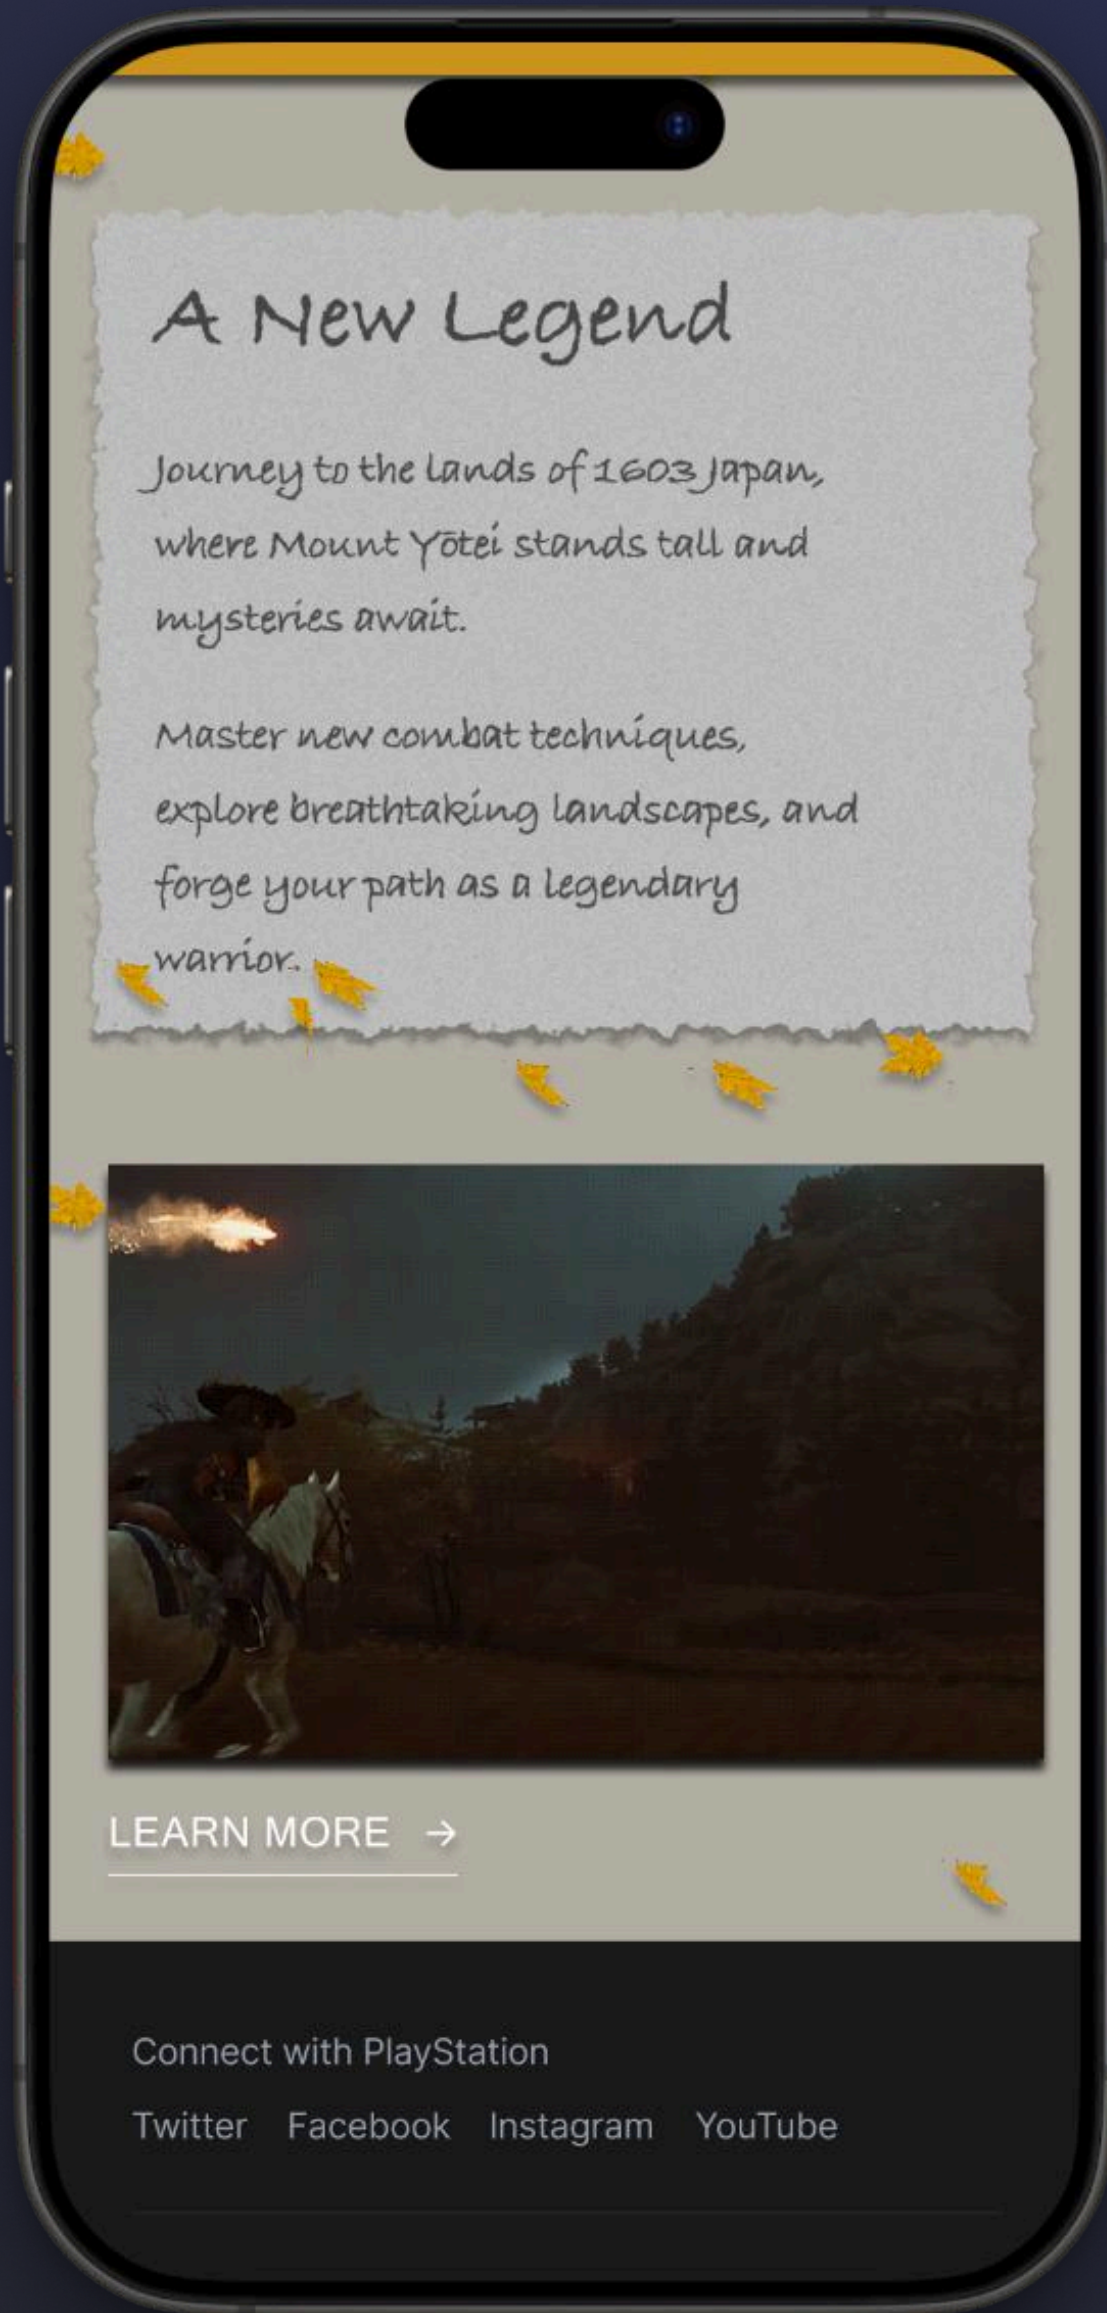 A New Legend
Journey to the lands of 1603 Japan,
where Mount Yōtei stands tall and
mysteries await.
Master new combat techniques,
explore breathtaking landscapes, and
forge your path as a legendary
warrior.
LEARN MORE →
Connect with PlayStation
Twitter Facebook Instagram YouTube